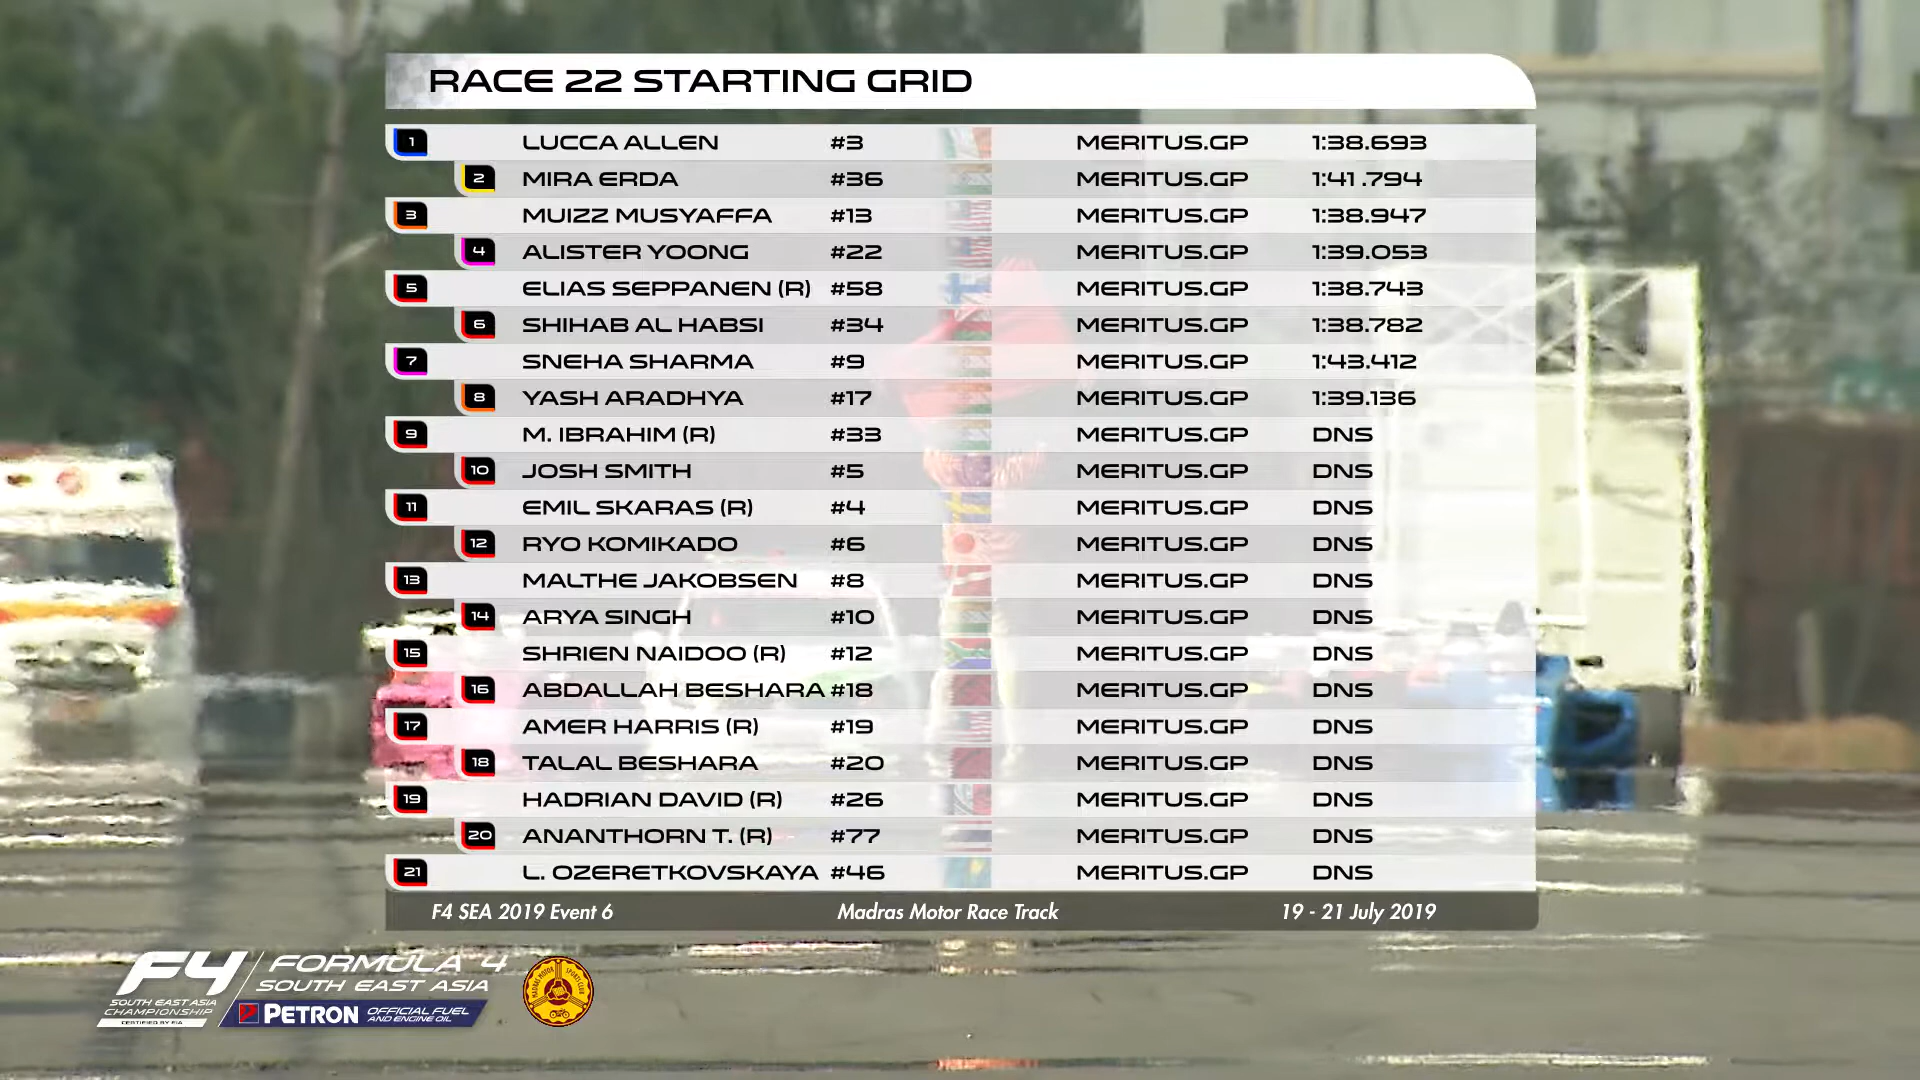 RACE 22 STARTING GRID
1 LUCCA ALLEN #3 MERITUS.GP 1:38.693
2 MIRA ERDA #36 MERITUS.GP 1:41.794
3 MUIZZ MUSYAFFA #13 MERITUS.GP 1:38.947
4 ALISTER YOONG #22 MERITUS.GP 1:39.053
5 ELIAS SEPPANEN (R) #58 MERITUS.GP 1:38.743
6 SHIHAB AL HABSI #34 MERITUS.GP 1:38.782
7 SNEHA SHARMA #9 MERITUS.GP 1:43.412
8 YASH ARADHYA #17 MERITUS.GP 1:39.136
9 M. IBRAHIM (R) #33 MERITUS.GP DNS
10 JOSH SMITH #5 MERITUS.GP DNS
11 EMIL SKARAS (R) #4 MERITUS.GP DNS
12 RYO KOMIKADO #6 MERITUS.GP DNS
13 MALTHE JAKOBSEN #8 MERITUS.GP DNS
14 ARYA SINGH #10 MERITUS.GP DNS
15 SHRIEN NAIDOO (R) #12 MERITUS.GP DNS
16 ABDALLAH BESHARA #18 MERITUS.GP DNS
17 AMER HARRIS (R) #19 MERITUS.GP DNS
18 TALAL BESHARA #20 MERITUS.GP DNS
19 HADRIAN DAVID (R) #26 MERITUS.GP DNS
20 ANANTHORN T. (R) #77 MERITUS.GP DNS
21 L. OZERETKOVSKAYA #46 MERITUS.GP DNS
F4 SEA 2019 Event 6 Madras Motor Race Track 19 - 21 July 2019
F4
SOUTH EAST ASIA
CHAMPIONSHIP
CERTIFIED BY FIA
FORMULA 4
SOUTH EAST ASIA
PETRON OFFICIAL FUEL
AND ENGINE OIL
MADRAS MOTOR SPORTS CLUB